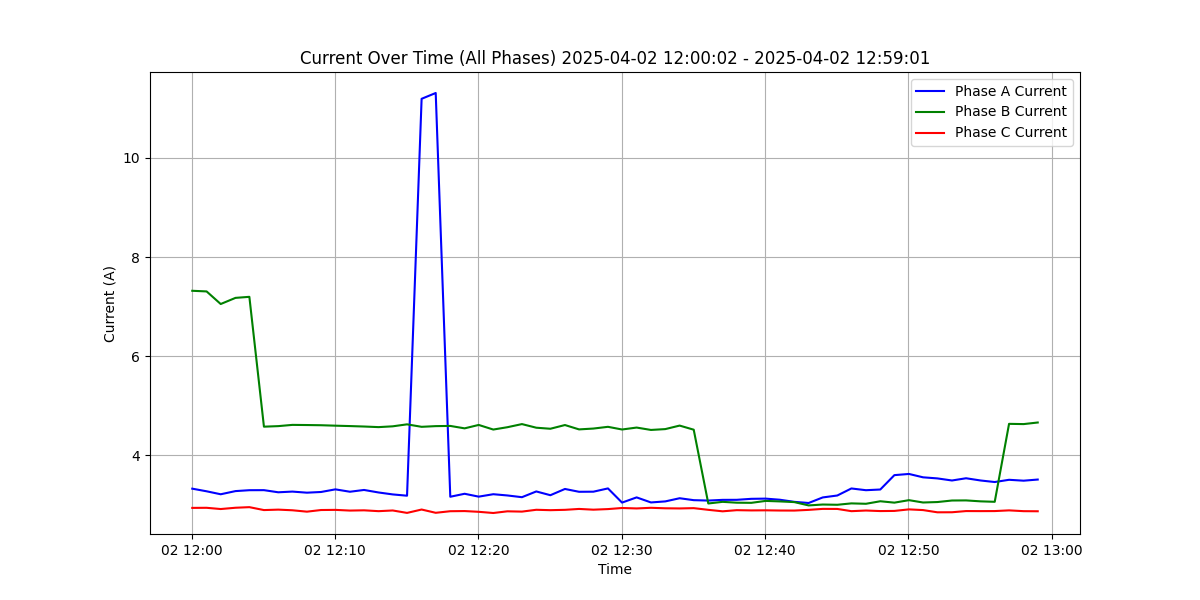 Current Over Time (All Phases) 2025-04-02 12:00:02 - 2025-04-02 12:59:01
Phase A Current
Phase B Current
Phase C Current
10
8
6
4
Current (A)
02 12:00 02 12:10 02 12:20 02 12:30 02 12:40 02 12:50 02 13:00
Time